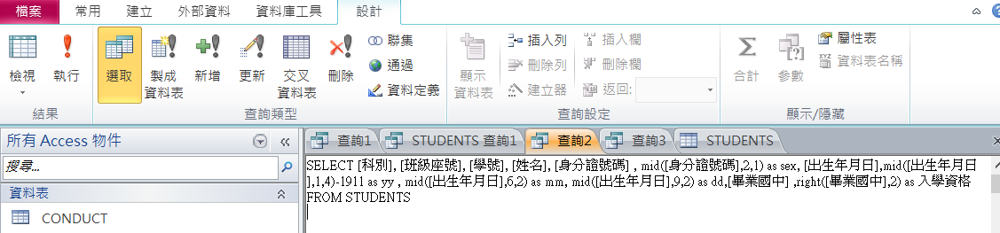 檔案 常用 建立 外部資料 資料庫工具 設計
檢視 執行 選取 製成資料表 新增 更新 交叉資料表 刪除
聯集
通過
資料定義
顯示資料表
插入列
刪除列
建立器
插入欄
刪除欄
返回:
合計 參數
屬性表
XYZ 資料表名稱
結果 查詢類型 查詢設定 顯示/隱藏
所有 Access 物件
搜尋...
資料表
CONDUCT
查詢1 STUDENTS 查詢1 查詢2 查詢3 STUDENTS
SELECT [科別], [班級座號], [學號], [姓名], [身分證號碼] , mid([身分證號碼],2,1) as sex, [出生年月日],mid([出生年月日
],1,4)-1911 as yy , mid([出生年月日],6,2) as mm, mid([出生年月日],9,2) as dd,[畢業國中] ,right([畢業國中],2) as 入學資格
FROM STUDENTS